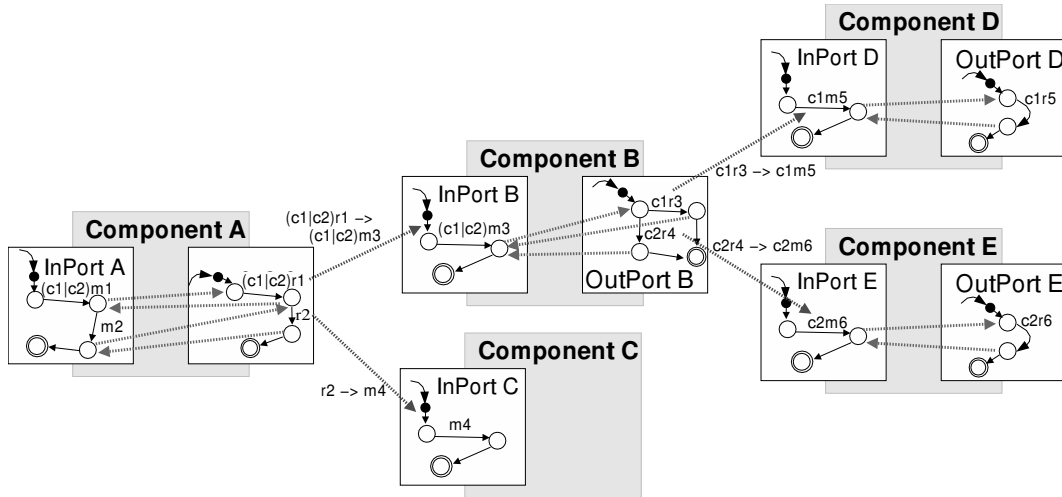 Component A
InPort A
(c1|c2)m1
m2
(c1|c2)r1
r2
(c1|c2)r1 –>
(c1|c2)m3
r2 –> m4
Component B
InPort B
(c1|c2)m3
c1r3
c2r4
OutPort B
c1r3 –> c1m5
c2r4 –> c2m6
Component C
InPort C
m4
Component D
InPort D
c1m5
OutPort D
c1r5
Component E
InPort E
c2m6
OutPort E
c2r6